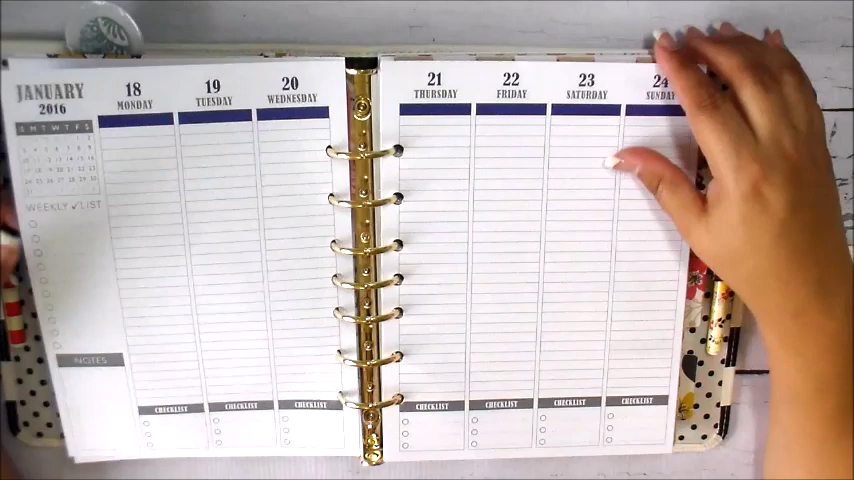 JANUARY
2016
S M T W T F S
WEEKLY ✓LIST
NOTES
18
MONDAY
19
TUESDAY
20
WEDNESDAY
CHECKLIST
CHECKLIST
CHECKLIST
21
THURSDAY
22
FRIDAY
23
SATURDAY
24
SUNDAY
CHECKLIST
CHECKLIST
CHECKLIST
CHECKLIST